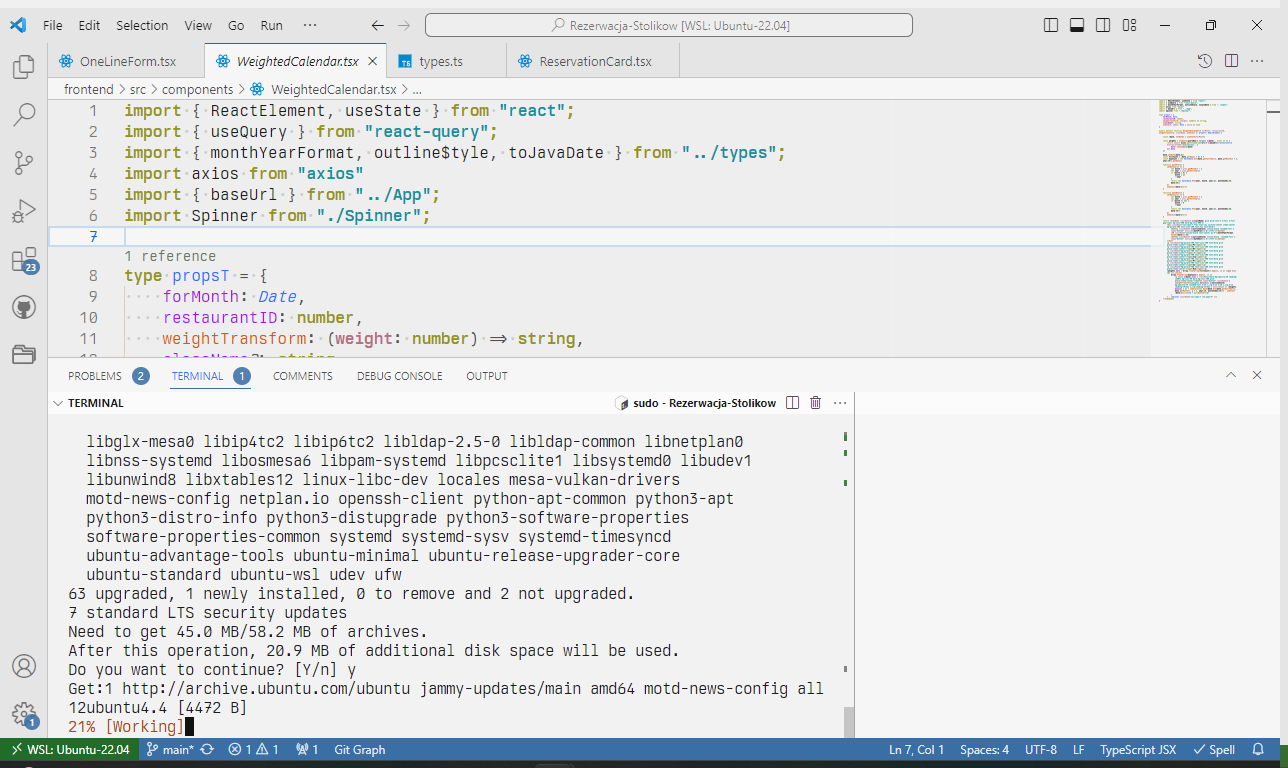 File Edit Selection View Go Run ··· Rezerwacja-Stolikow [WSL: Ubuntu-22.04]
OneLineForm.tsx WeightedCalendar.tsx types.ts ReservationCard.tsx
frontend > src > components > WeightedCalendar.tsx > ...
1 import { ReactElement, useState } from "react";
2 import { useQuery } from "react-query";
3 import { monthYearFormat, outline$tyle, toJavaDate } from "../types";
4 import axios from "axios"
5 import { baseUrl } from "../App";
6 import Spinner from "./Spinner";
7
1 reference
8 type propsT = {
9 forMonth: Date,
10 restaurantID: number,
11 weightTransform: (weight: number) => string,
12 className?: string
23
PROBLEMS 2 TERMINAL 1 COMMENTS DEBUG CONSOLE OUTPUT
TERMINAL sudo - Rezerwacja-Stolikow
libglx-mesa0 libip4tc2 libip6tc2 libldap-2.5-0 libldap-common libnetplan0
libnss-systemd libosmesa6 libpam-systemd libpcsclite1 libsystemd0 libudev1
libunwind8 libxtables12 linux-libc-dev locales mesa-vulkan-drivers
motd-news-config netplan.io openssh-client python-apt-common python3-apt
python3-distro-info python3-distupgrade python3-software-properties
software-properties-common systemd systemd-sysv systemd-timesyncd
ubuntu-advantage-tools ubuntu-minimal ubuntu-release-upgrader-core
ubuntu-standard ubuntu-wsl udev ufw
63 upgraded, 1 newly installed, 0 to remove and 2 not upgraded.
7 standard LTS security updates
Need to get 45.0 MB/58.2 MB of archives.
After this operation, 20.9 MB of additional disk space will be used.
Do you want to continue? [Y/n] y
Get:1 http://archive.ubuntu.com/ubuntu jammy-updates/main amd64 motd-news-config all
12ubuntu4.4 [4472 B]
21% [Working]
1
WSL: Ubuntu-22.04 main* 1 1 1 Git Graph Ln 7, Col 1 Spaces: 4 UTF-8 LF TypeScript JSX Spell